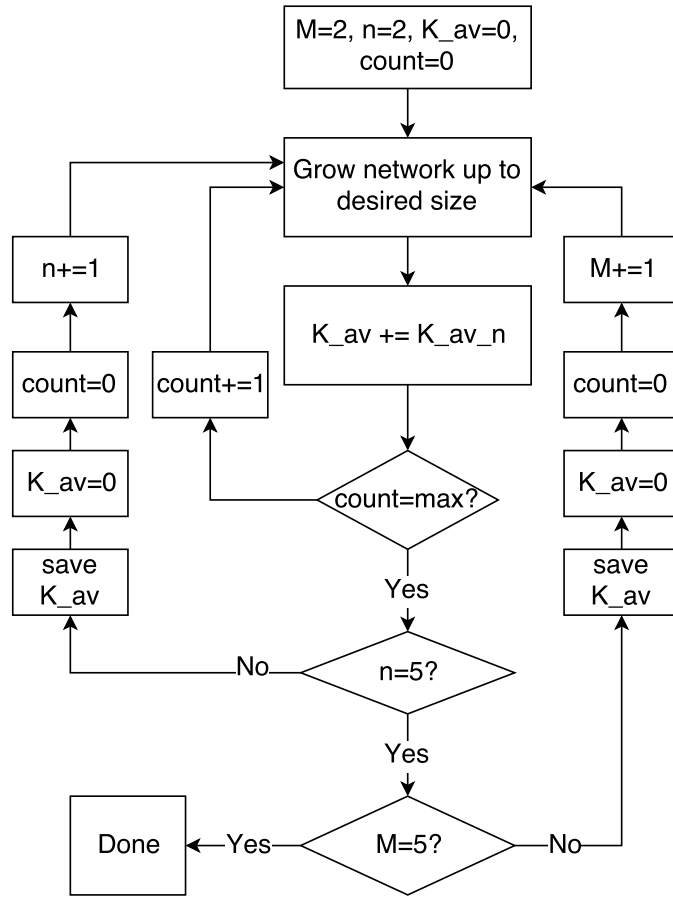 M=2, n=2, K_av=0,
count=0
Grow network up to
desired size
n+=1
M+=1
K_av += K_av_n
count=0
count+=1
count=0
K_av=0
count=max?
K_av=0
save
K_av
save
K_av
Yes
No
n=5?
Yes
Done
Yes
M=5?
No